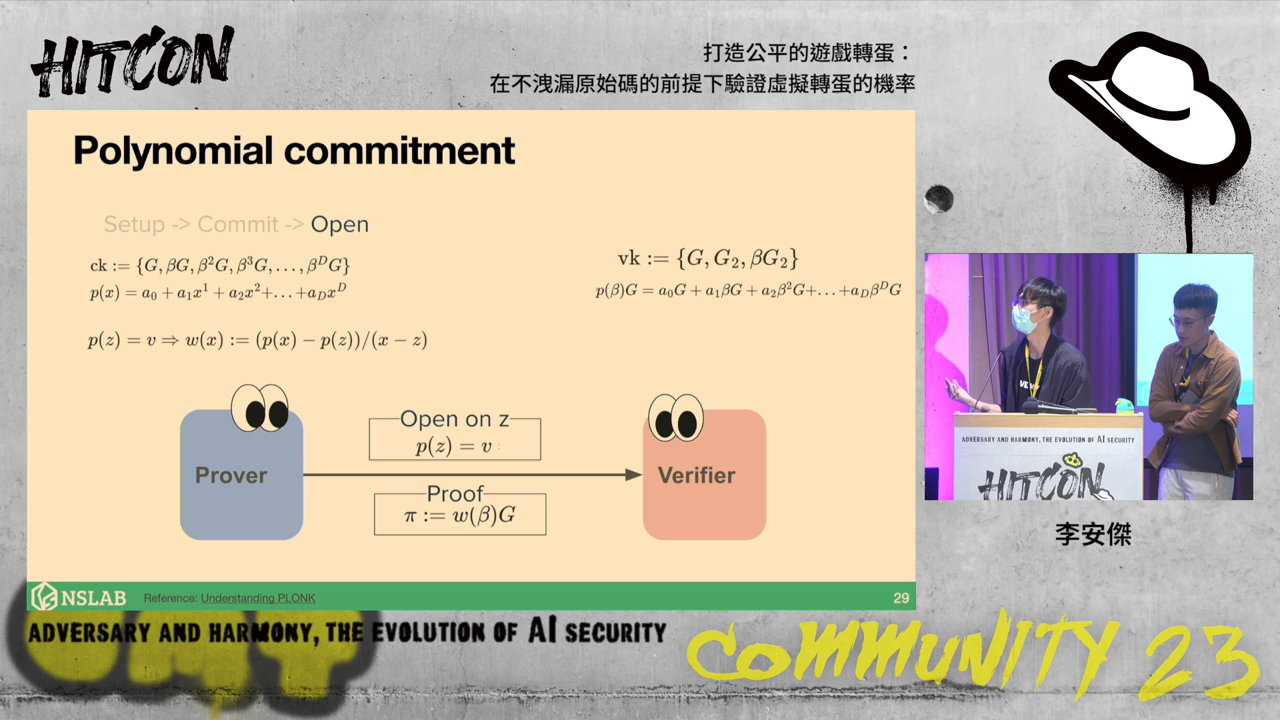 HITCON
打造公平的遊戲轉蛋：
在不洩漏原始碼的前提下驗證虛擬轉蛋的機率
Polynomial commitment
Setup -> Commit -> Open
ck := {G, βG, β²G, β³G, . . . , β^D G}
p(x) = a₀ + a₁x¹ + a₂x²+. . . +a_D x^D
p(z) = v ⇒ w(x) := (p(x) − p(z))/(x − z)
vk := {G, G₂, βG₂}
p(β)G = a₀G + a₁βG + a₂β²G+. . . +a_D β^D G
Prover
Open on z
p(z) = v
Proof
π := w(β)G
Verifier
NSLAB
Reference: Understanding PLONK
29
ADVERSARY AND HARMONY, THE EVOLUTION OF AI SECURITY
HITCON
李安傑
ADVERSARY AND HARMONY, THE EVOLUTION OF AI SECURITY
COMMUNITY 23